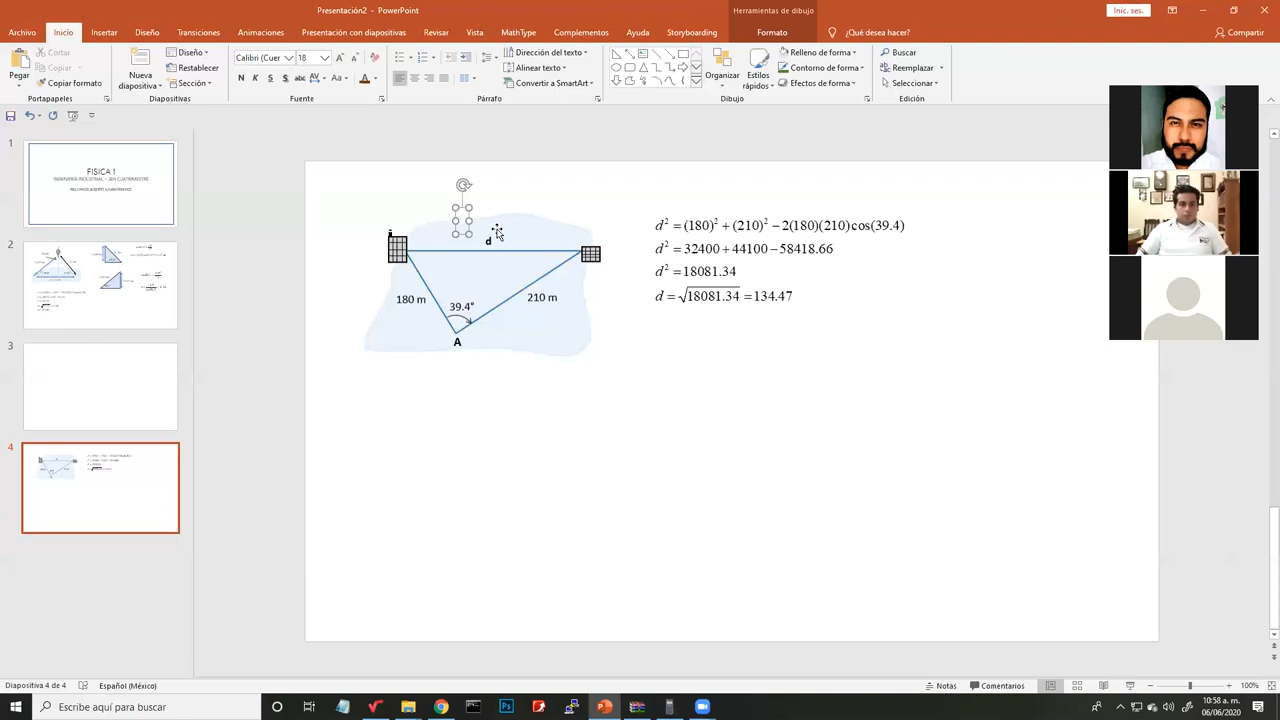 Presentación2 - PowerPoint
Herramientas de dibujo
Inic. ses.
Archivo Inicio Insertar Diseño Transiciones Animaciones Presentación con diapositivas Revisar Vista MathType Complementos Ayuda Storyboarding Formato ¿Qué desea hacer? Compartir
Pegar
Cortar
Copiar
Copiar formato
Portapapeles
Nueva diapositiva
Diseño
Restablecer
Sección
Diapositivas
Calibri (Cuer 18
N K S abc AV Aa A
Fuente
Dirección del texto
Alinear texto
Convertir a SmartArt
Párrafo
Organizar
Estilos rápidos
Relleno de forma
Contorno de forma
Efectos de forma
Dibujo
Buscar
Reemplazar
Seleccionar
Edición
1
FISICA I
2
3
4
d
180 m
39.4°
210 m
A
d² = (180)² + (210)² − 2(180)(210)cos(39.4)
d² = 32400 + 44100 − 58418.66
d² = 18081.34
d = √18081.34 = 134.47
Diapositiva 4 de 4 Español (México)
Notas Comentarios 100%
Escribe aquí para buscar
10:58 a. m.
06/06/2020